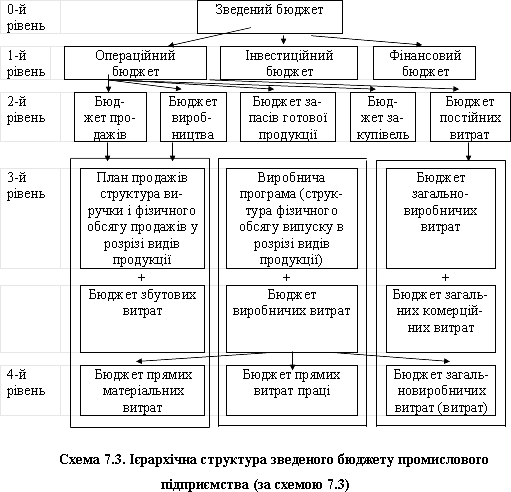 0-й
рівень
Зведений бюджет
1-й
рівень
Операційний
бюджет
Інвестиційний
бюджет
Фінансовий
бюджет
2-й
рівень
Бюд-
жет про-
дажів
Бюджет
вироб-
ництва
Бюджет за-
пасів готової
продукції
Бюд-
жет за-
купівель
Бюджет
постійних
витрат
3-й
рівень
План продажів
структура ви-
ручки і фізичного
обсягу продажів у
розрізі видів
продукції
Виробнича
програма (струк-
тура фізичного
обсягу випуску в
розрізі видів
продукції)
Бюджет
загально-
виробничих
витрат
+
+
+
Бюджет збутових
витрат
Бюджет
виробничих витрат
Бюджет загаль-
них комерцій-
них витрат
4-й
рівень
Бюджет прямих
матеріальних
витрат
Бюджет прямих
витрат праці
Бюджет загаль-
новиробничих
витрат (витрат)
Схема 7.3. Ієрархічна структура зведеного бюджету промислового
підприємства (за схемою 7.3)